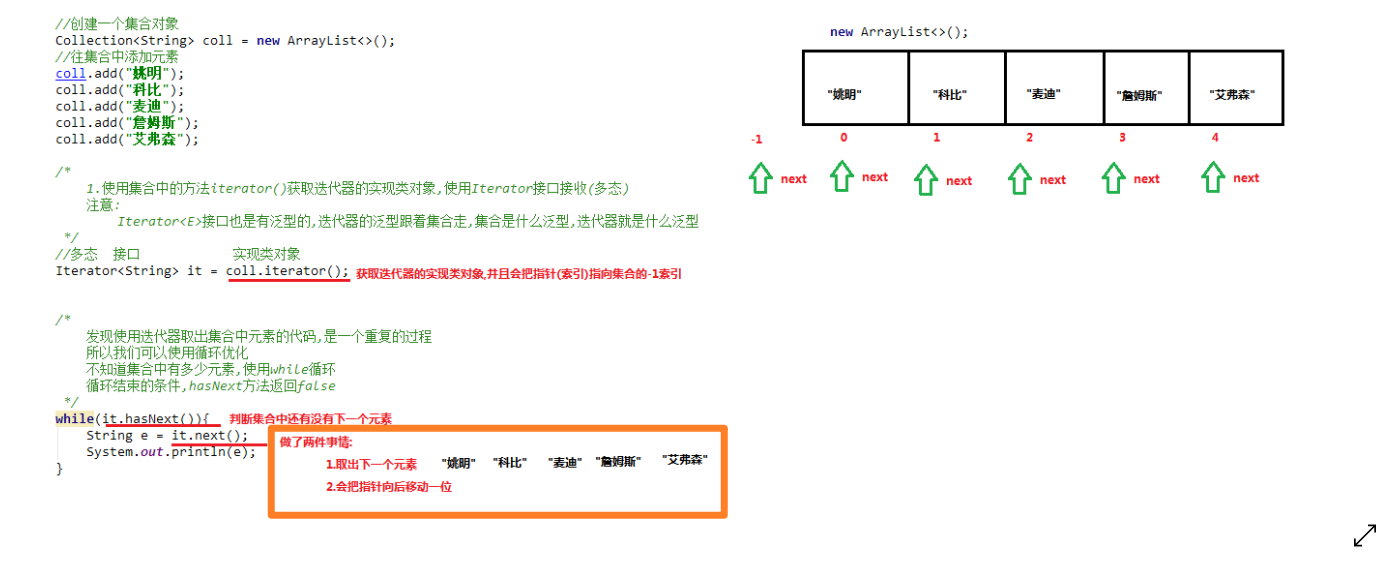 //创建一个集合对象
Collection<String> coll = new ArrayList<>();
//往集合中添加元素
coll.add("姚明");
coll.add("科比");
coll.add("麦迪");
coll.add("詹姆斯");
coll.add("艾弗森");
/*
1.使用集合中的方法iterator()获取迭代器的实现类对象,使用Iterator接口接收(多态)
注意:
Iterator<E>接口也是有泛型的,迭代器的泛型跟着集合走,集合是什么泛型,迭代器就是什么泛型
*/
//多态 接口 实现类对象
Iterator<String> it = coll.iterator(); 获取迭代器的实现类对象,并且会把指针(索引)指向集合的-1索引
/*
发现使用迭代器取出集合中元素的代码,是一个重复的过程
所以我们可以使用循环优化
不知道集合中有多少元素,使用while循环
循环结束的条件,hasNext方法返回false
*/
while(it.hasNext()){ 判断集合中还有没有下一个元素
String e = it.next();
System.out.println(e);
}
做了两件事情:
1.取出下一个元素 "姚明" "科比" "麦迪" "詹姆斯" "艾弗森"
2.会把指针向后移动一位
new ArrayList<>();
"姚明" "科比" "麦迪" "詹姆斯" "艾弗森"
-1 0 1 2 3 4
next next next next next next